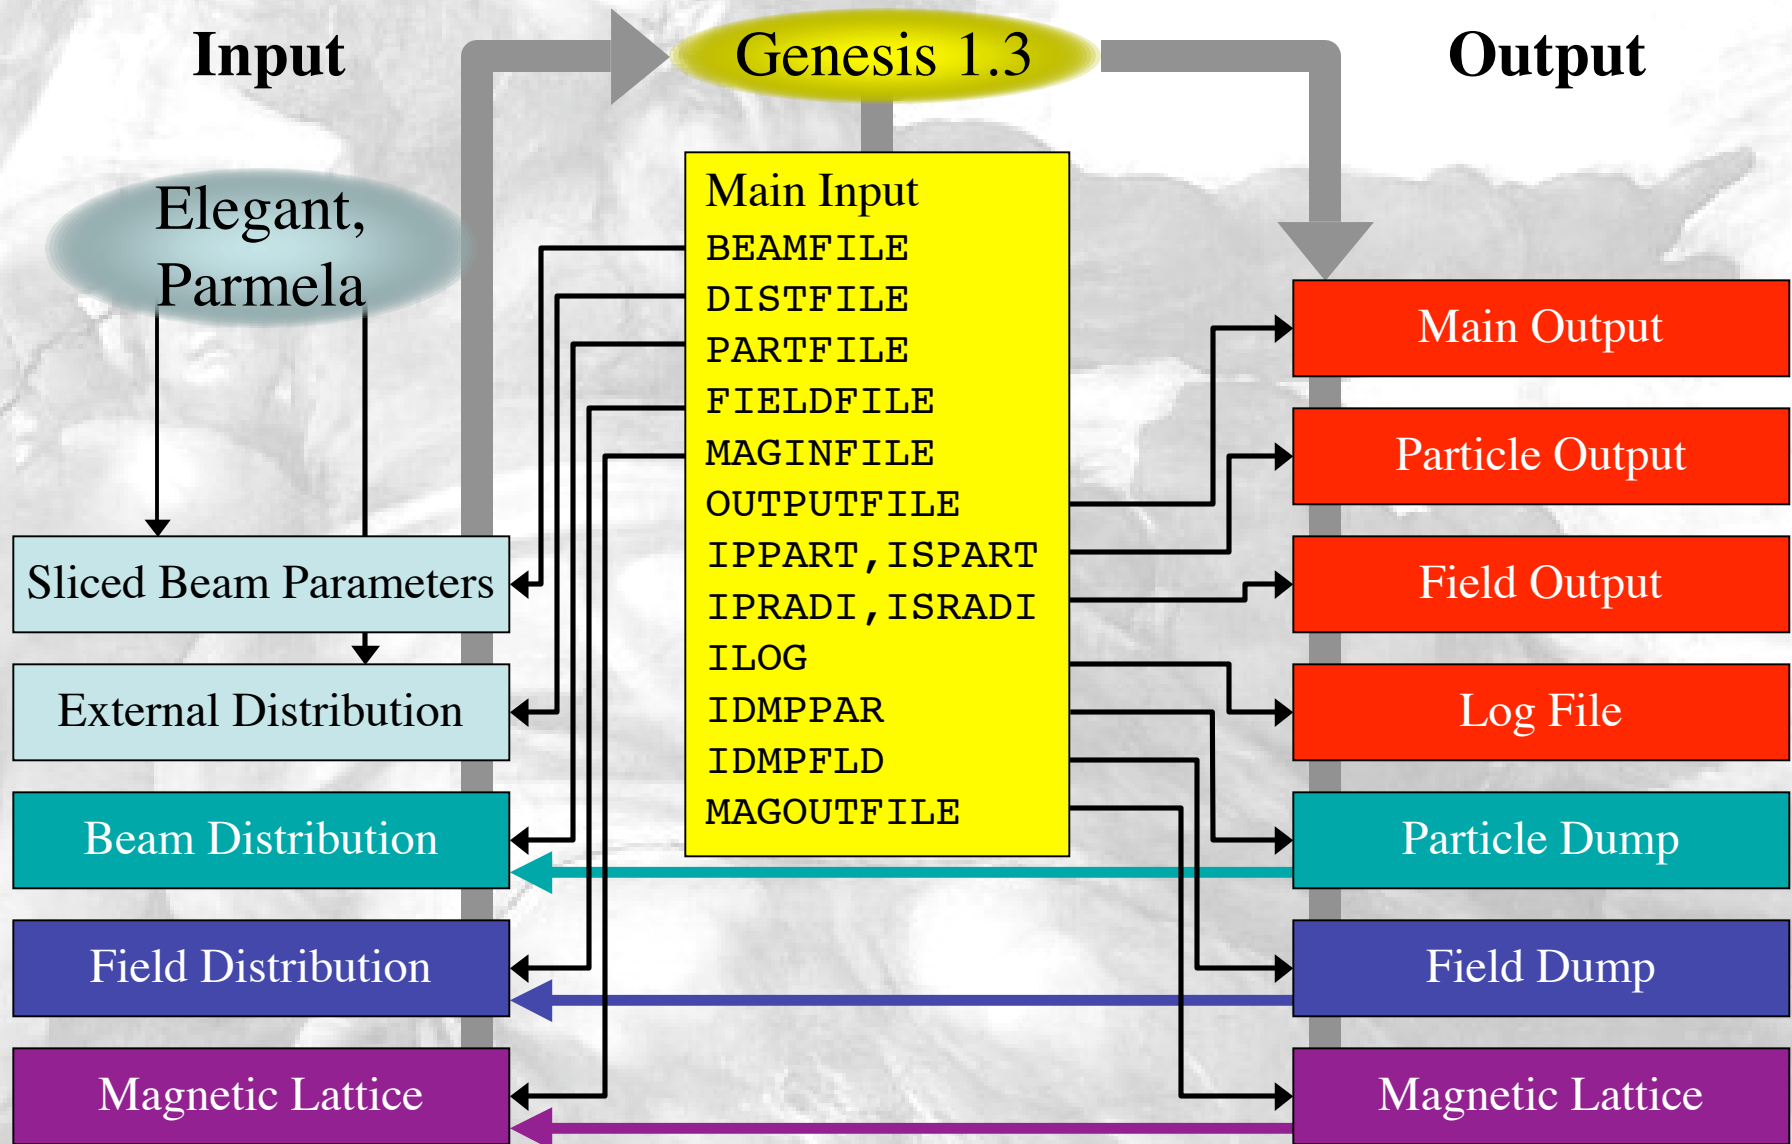 Input
Genesis 1.3
Output
Elegant,
Parmela
Main Input
BEAMFILE
DISTFILE
PARTFILE
FIELDFILE
MAGINFILE
OUTPUTFILE
IPPART,ISPART
IPRADI,ISRADI
ILOG
IDMPPAR
IDMPFLD
MAGOUTFILE
Sliced Beam Parameters
External Distribution
Beam Distribution
Field Distribution
Magnetic Lattice
Main Output
Particle Output
Field Output
Log File
Particle Dump
Field Dump
Magnetic Lattice